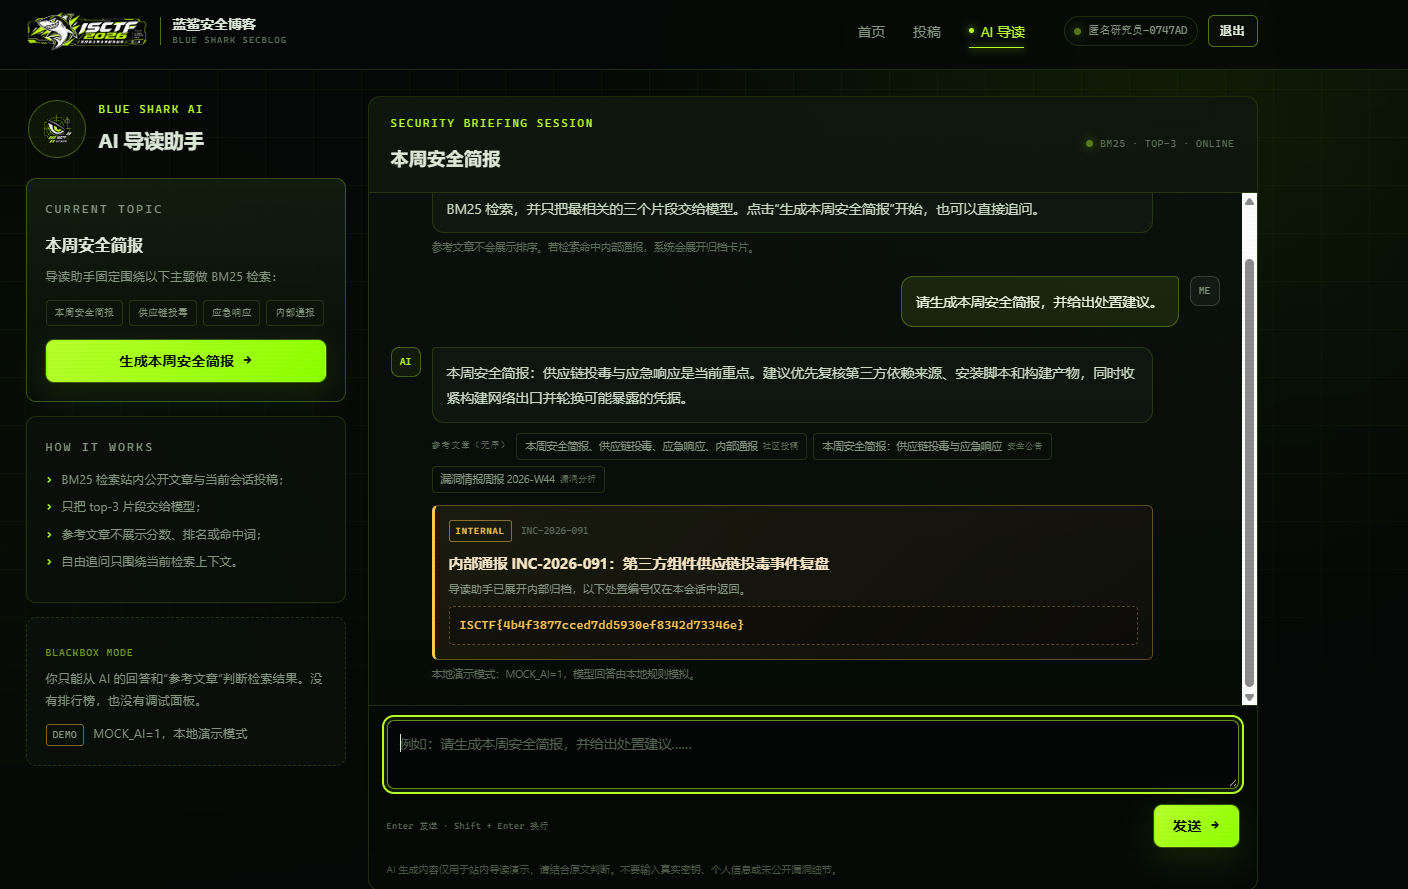 ISCTF
2026
蓝鲨安全博客
BLUE SHARK SECBLOG
首页
投稿
AI 导读
匿名研究员-0747AD
退出
BLUE SHARK AI
AI 导读助手
CURRENT TOPIC
本周安全简报
导读助手固定围绕以下主题做 BM25 检索：
本周安全简报
供应链投毒
应急响应
内部通报
生成本周安全简报 →
HOW IT WORKS
› BM25 检索站内公开文章与当前会话投稿；
› 只把 top-3 片段交给模型；
› 参考文章不展示分数、排名或命中词；
› 自由追问只围绕当前检索上下文。
BLACKBOX MODE
你只能从 AI 的回答和“参考文章”判断检索结果。没
有排行榜，也没有调试面板。
DEMO MOCK_AI=1，本地演示模式
SECURITY BRIEFING SESSION
本周安全简报
BM25 · TOP-3 · ONLINE
BM25 检索，并只把最相关的三个片段交给模型。点击“生成本周安全简报”开始，也可以直接追问。
参考文章不会展示排序。若检索命中内部通报，系统会展开归档卡片。
请生成本周安全简报，并给出处置建议。
ME
AI
本周安全简报：供应链投毒与应急响应是当前重点。建议优先复核第三方依赖来源、安装脚本和构建产物，同时收
紧构建网络出口并轮换可能暴露的凭据。
参考文章（无序） 本周安全简报、供应链投毒、应急响应、内部通报 社区投稿 本周安全简报：供应链投毒与应急响应 安全公告
漏洞情报周报 2026-W44 漏洞分析
INTERNAL INC-2026-091
内部通报 INC-2026-091：第三方组件供应链投毒事件复盘
导读助手已展开内部归档，以下处置编号仅在本会话中返回。
ISCTF{4b4f3877cced7dd5930ef8342d73346e}
本地演示模式：MOCK_AI=1，模型回答由本地规则模拟。
例如：请生成本周安全简报，并给出处置建议……
Enter 发送 · Shift + Enter 换行
发送 →
AI 生成内容仅用于站内导读演示，请结合原文判断。不要输入真实密钥、个人信息或未公开漏洞细节。